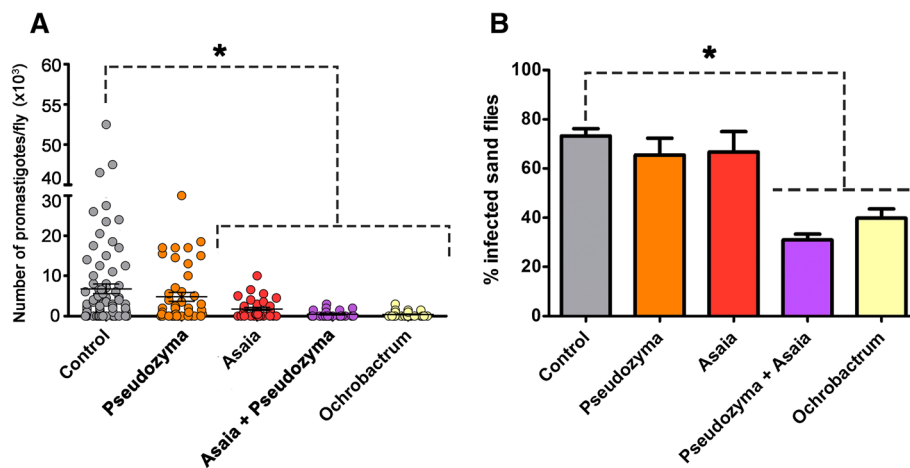 A
*
Number of promastigotes/fly (x10³)
60
55
50
40
30
20
10
0
Control
Pseudozyma
Asaia
Asaia + Pseudozyma
Ochrobactrum
B
*
% infected sand flies
100
80
60
40
20
0
Control
Pseudozyma
Asaia
Pseudozyma + Asaia
Ochrobactrum